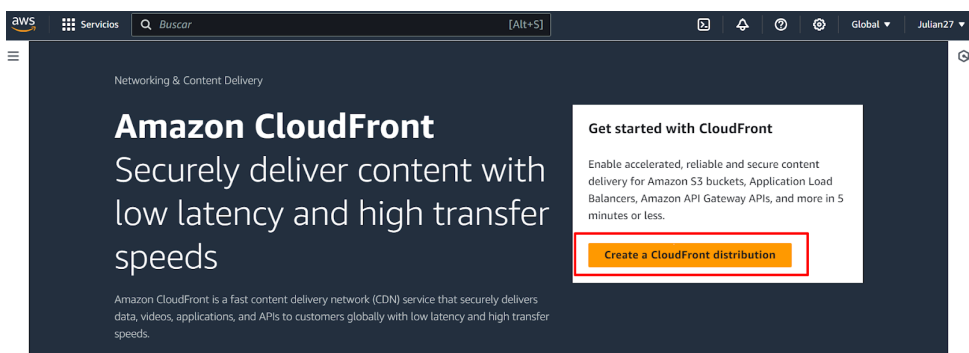 aws
Servicios
Buscar
[Alt+S]
Global
Julian27
Networking & Content Delivery
Amazon CloudFront
Securely deliver content with
low latency and high transfer
speeds
Amazon CloudFront is a fast content delivery network (CDN) service that securely delivers
data, videos, applications, and APIs to customers globally with low latency and high transfer
speeds.
Get started with CloudFront
Enable accelerated, reliable and secure content
delivery for Amazon S3 buckets, Application Load
Balancers, Amazon API Gateway APIs, and more in 5
minutes or less.
Create a CloudFront distribution